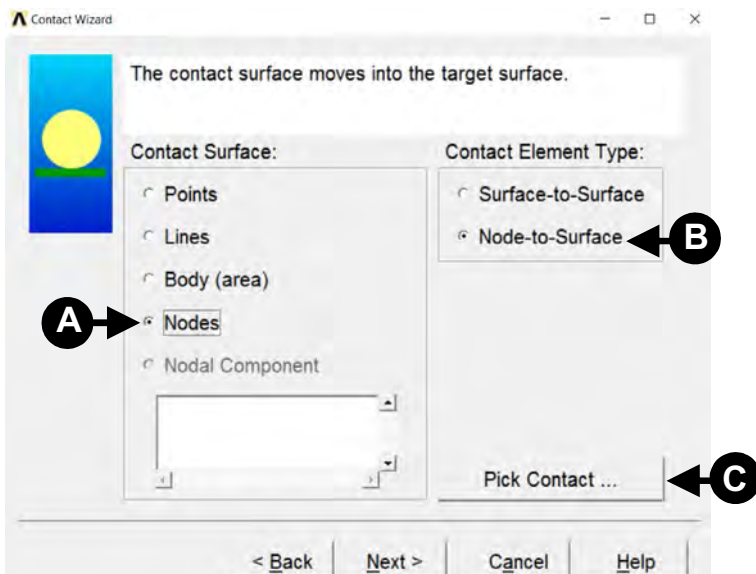 Contact Wizard
The contact surface moves into the target surface.
Contact Surface:
Points
Lines
Body (area)
A
Nodes
Nodal Component
Contact Element Type:
Surface-to-Surface
Node-to-Surface
B
Pick Contact ...
C
< Back
Next >
Cancel
Help